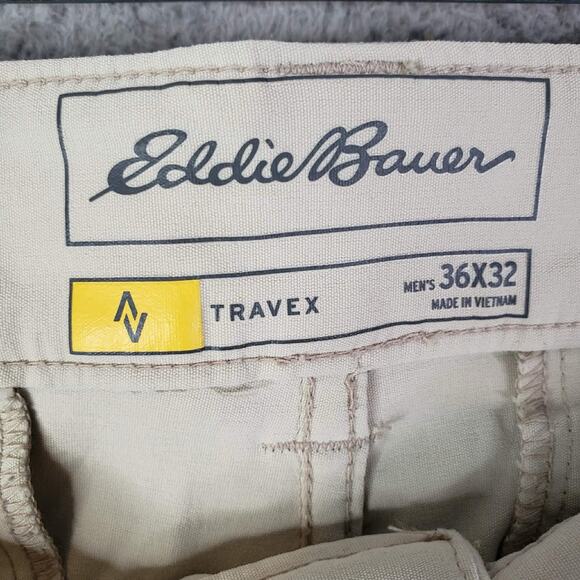 Eddie Bauer
TRAVEX
MEN'S 36X32
MADE IN VIETNAM